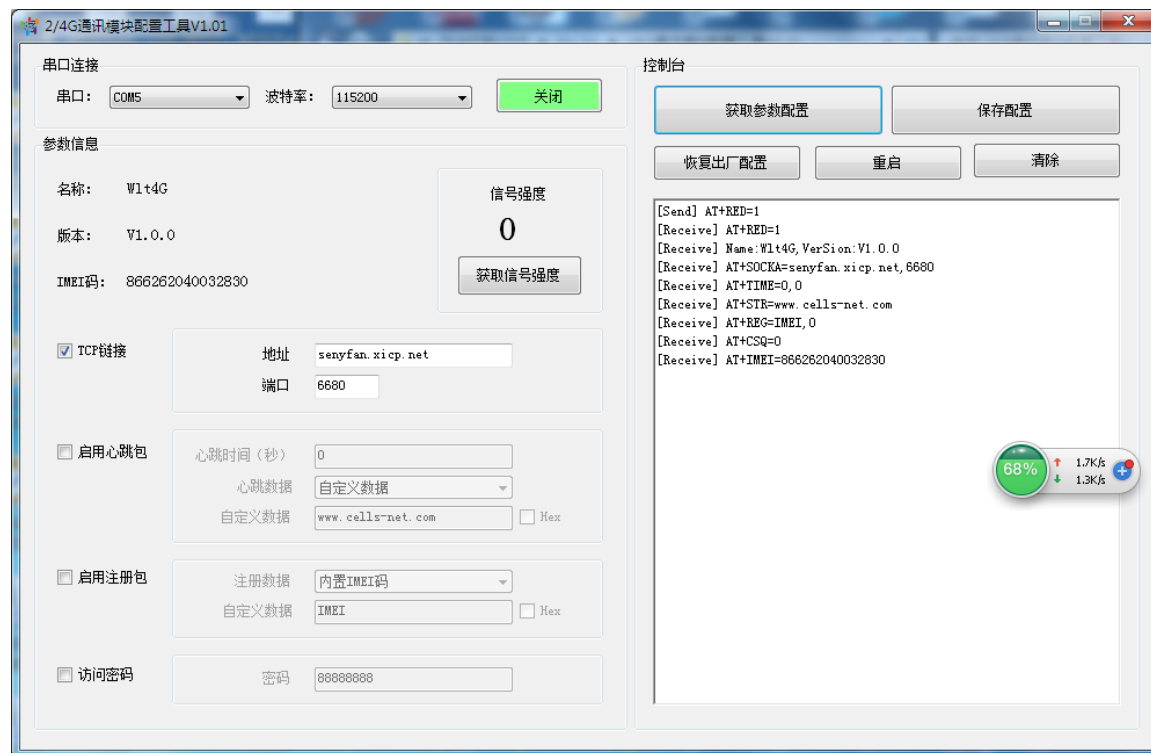 2/4G通讯模块配置工具V1.01
串口连接
串口： COM5 波特率： 115200 关闭
参数信息
名称： Wlt4G
版本： V1.0.0
IMEI码： 866262040032830
信号强度
0
获取信号强度
TCP链接
地址 senyfan.xicp.net
端口 6680
启用心跳包
心跳时间（秒） 0
心跳数据 自定义数据
自定义数据 www.cells-net.com Hex
启用注册包
注册数据 内置IMEI码
自定义数据 IMEI Hex
访问密码
密码 88888888
控制台
获取参数配置 保存配置
恢复出厂配置 重启 清除
[Send] AT+RED=1
[Receive] AT+RED=1
[Receive] Name:Wlt4G,VerSion:V1.0.0
[Receive] AT+SOCKA=senyfan.xicp.net,6680
[Receive] AT+TIME=0,0
[Receive] AT+STR=www.cells-net.com
[Receive] AT+REG=IMEI,0
[Receive] AT+CSQ=0
[Receive] AT+IMEI=866262040032830
68%
1.7K/s
1.3K/s